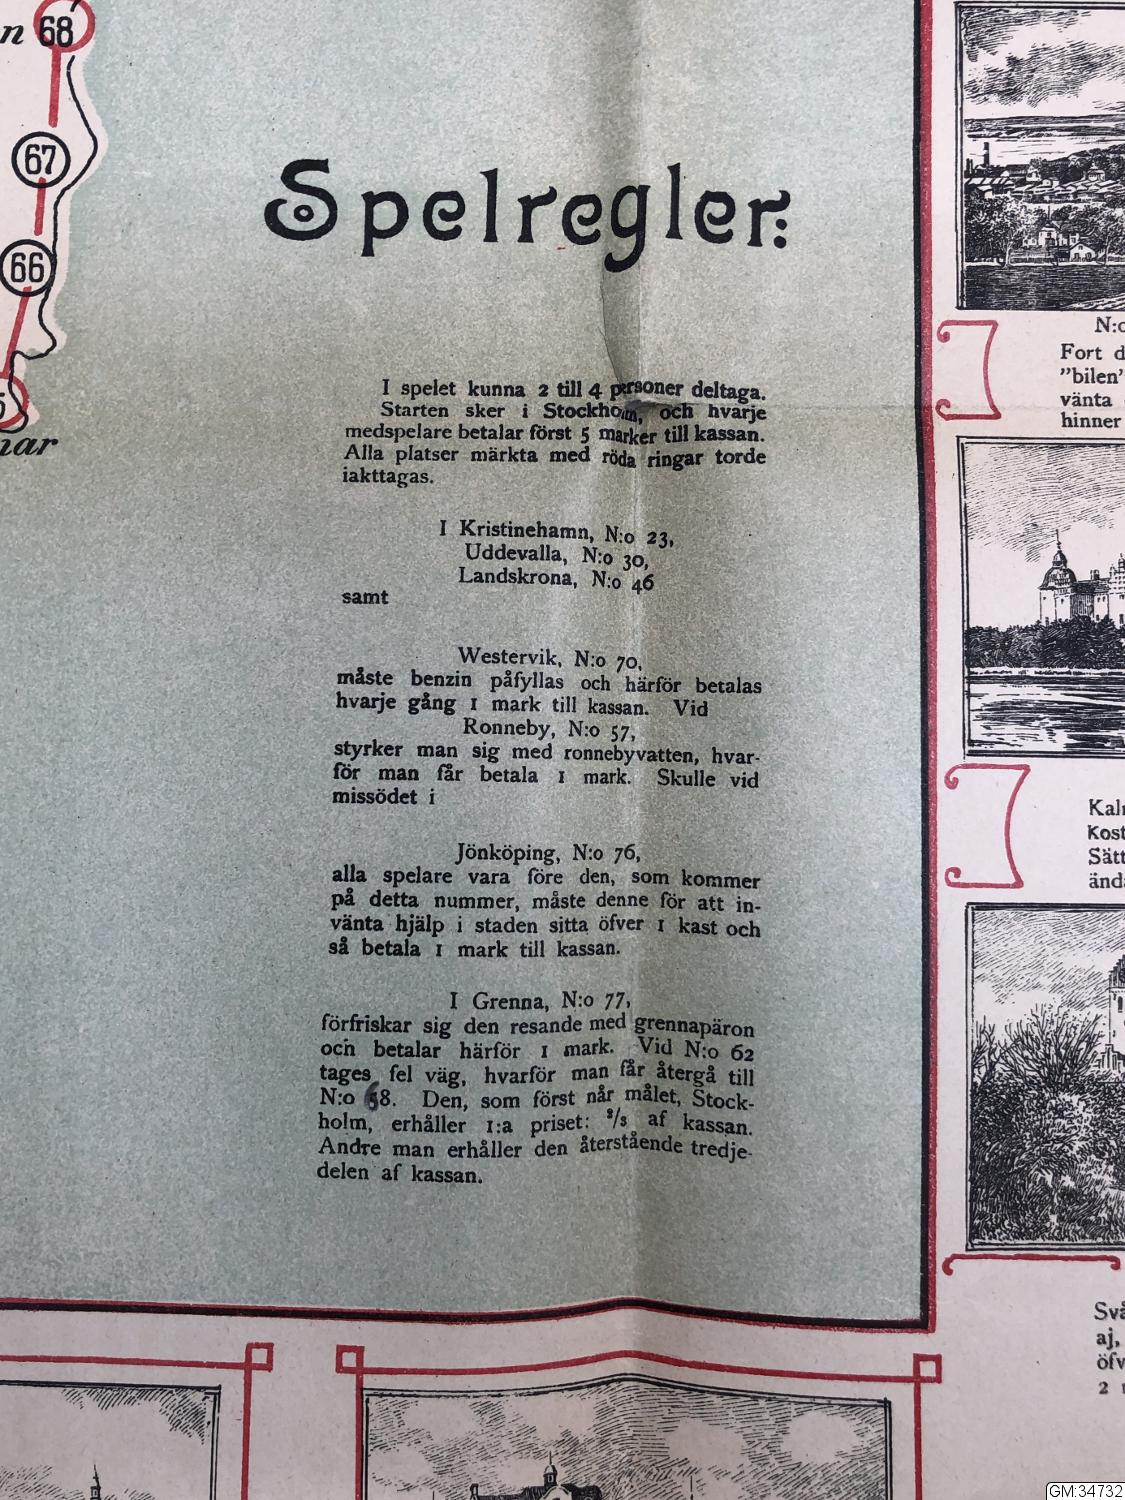 n 68
67
66
5
nar
Spelregler:
I spelet kunna 2 till 4 personer deltaga.
Starten sker i Stockholm, och hvarje
medspelare betalar först 5 marker till kassan.
Alla platser märkta med röda ringar torde
iakttagas.
I Kristinehamn, N:o 23,
Uddevalla, N:o 30,
Landskrona, N:o 46
samt
Westervik, N:o 70,
måste benzin påfyllas och härför betalas
hvarje gång 1 mark till kassan. Vid
Ronneby, N:o 57,
styrker man sig med ronnebyvatten, hvar-
för man får betala 1 mark. Skulle vid
missödet i
Jönköping, N:o 76,
alla spelare vara före den, som kommer
på detta nummer, måste denne för att in-
vänta hjälp i staden sitta öfver 1 kast och
så betala 1 mark till kassan.
I Grenna, N:o 77,
förfriskar sig den resande med grennapäron
och betalar härför 1 mark. Vid N:o 62
tages fel väg, hvarför man får återgå till
N:o 68. Den, som först når målet, Stock-
holm, erhåller 1:a priset: 2/3 af kassan.
Andre man erhåller den återstående tredje-
delen af kassan.
N:o
Fort d
"bilen"
vänta
hinner
Kaln
Kost
Sätt
ända
Svå
aj,
öfv
2
GM:34732